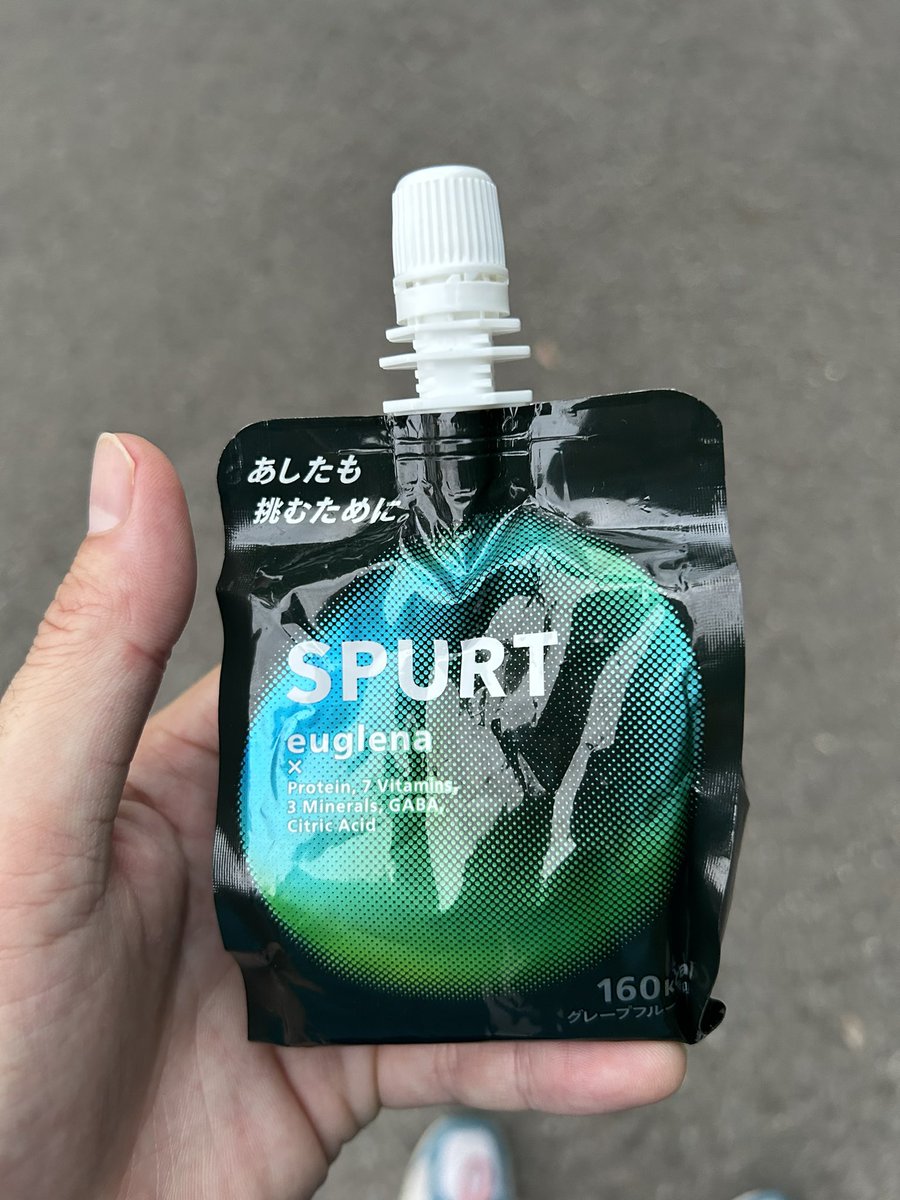 あしたも
挑むために。
SPURT
euglena
×
Protein, 7 Vitamins,
3 Minerals, GABA,
Citric Acid
160kcal